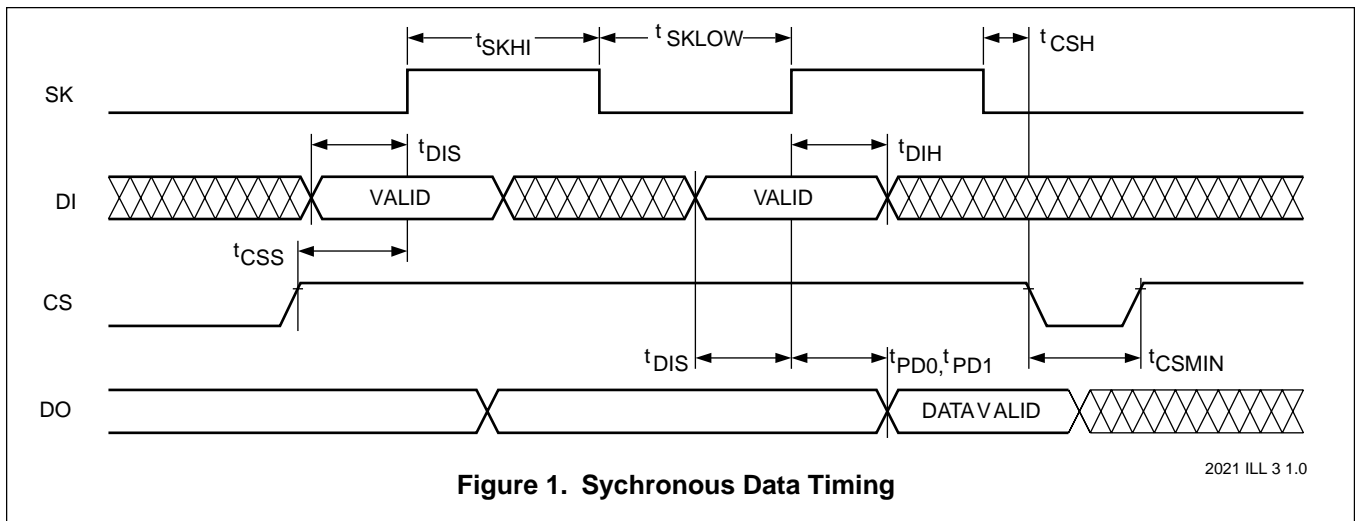 tSKHI tSKLOW tCSH
SK
tDIS tDIH
DI VALID VALID
tCSS
CS
tDIS tPD0,tPD1 tCSMIN
DO DATA VALID
2021 ILL 3 1.0
Figure 1. Sychronous Data Timing